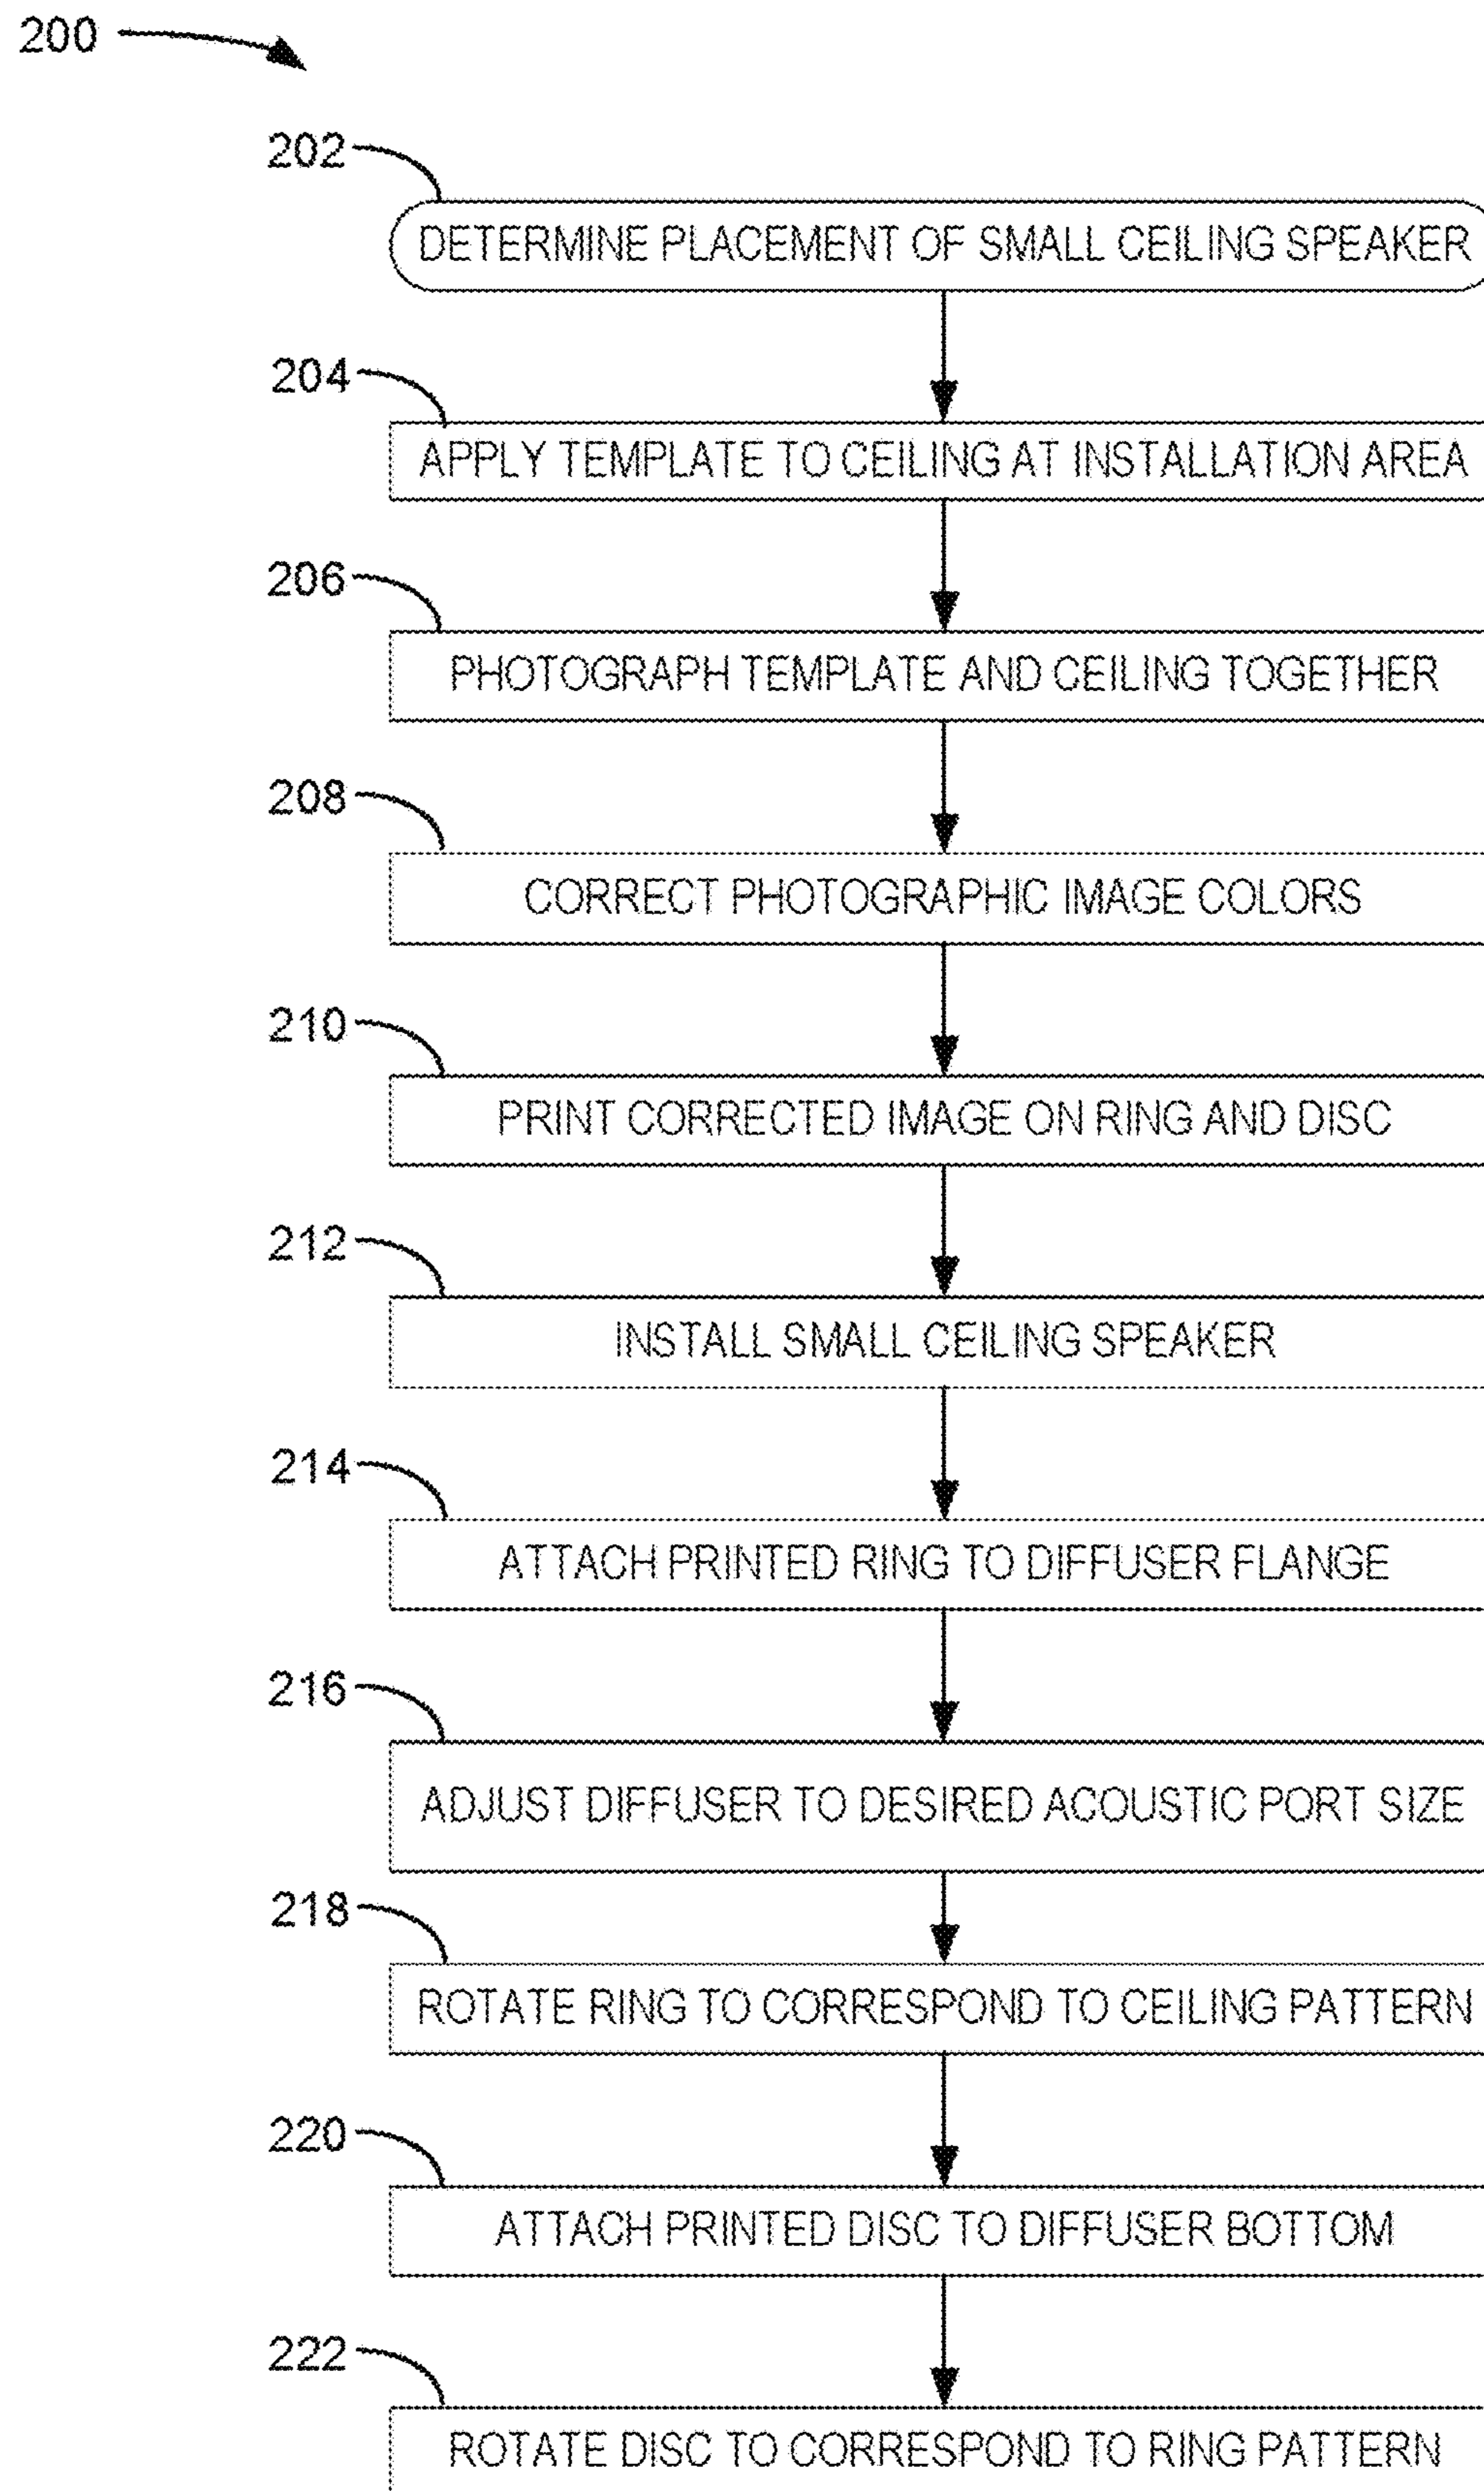 200
202
DETERMINE PLACEMENT OF SMALL CEILING SPEAKER
204
APPLY TEMPLATE TO CEILING AT INSTALLATION AREA
206
PHOTOGRAPH TEMPLATE AND CEILING TOGETHER
208
CORRECT PHOTOGRAPHIC IMAGE COLORS
210
PRINT CORRECTED IMAGE ON RING AND DISC
212
INSTALL SMALL CEILING SPEAKER
214
ATTACH PRINTED RING TO DIFFUSER FLANGE
216
ADJUST DIFFUSER TO DESIRED ACOUSTIC PORT SIZE
218
ROTATE RING TO CORRESPOND TO CEILING PATTERN
220
ATTACH PRINTED DISC TO DIFFUSER BOTTOM
222
ROTATE DISC TO CORRESPOND TO RING PATTERN